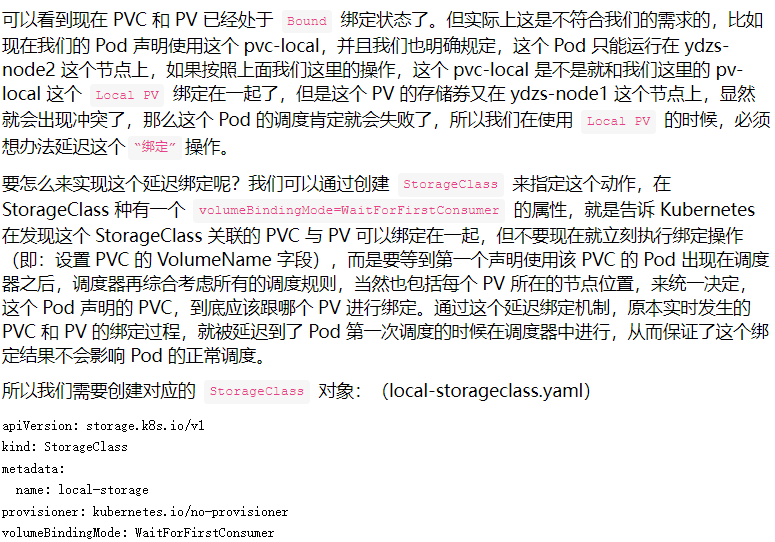 可以看到现在 PVC 和 PV 已经处于 Bound 绑定状态了。但实际上这是不符合我们的需求的，比如
现在我们的 Pod 声明使用这个 pvc-local，并且我们也明确规定，这个 Pod 只能运行在 ydzs-
node2 这个节点上，如果按照上面我们这里的操作，这个 pvc-local 是不是就和我们这里的 pv-
local 这个 Local PV 绑定在一起了，但是这个 PV 的存储券又在 ydzs-node1 这个节点上，显然
就会出现冲突了，那么这个 Pod 的调度肯定就会失败了，所以我们在使用 Local PV 的时候，必须
想办法延迟这个 “绑定” 操作。
要怎么来实现这个延迟绑定呢？我们可以通过创建 StorageClass 来指定这个动作，在
StorageClass 种有一个 volumeBindingMode=WaitForFirstConsumer 的属性，就是告诉 Kubernetes
在发现这个 StorageClass 关联的 PVC 与 PV 可以绑定在一起，但不要现在就立刻执行绑定操作
（即：设置 PVC 的 VolumeName 字段），而是要等到第一个声明使用该 PVC 的 Pod 出现在调度
器之后，调度器再综合考虑所有的调度规则，当然也包括每个 PV 所在的节点位置，来统一决定，
这个 Pod 声明的 PVC，到底应该跟哪个 PV 进行绑定。通过这个延迟绑定机制，原本实时发生的
PVC 和 PV 的绑定过程，就被延迟到了 Pod 第一次调度的时候在调度器中进行，从而保证了这个绑
定结果不会影响 Pod 的正常调度。
所以我们需要创建对应的 StorageClass 对象：（local-storageclass.yaml）
apiVersion: storage.k8s.io/v1
kind: StorageClass
metadata:
  name: local-storage
provisioner: kubernetes.io/no-provisioner
volumeBindingMode: WaitForFirstConsumer